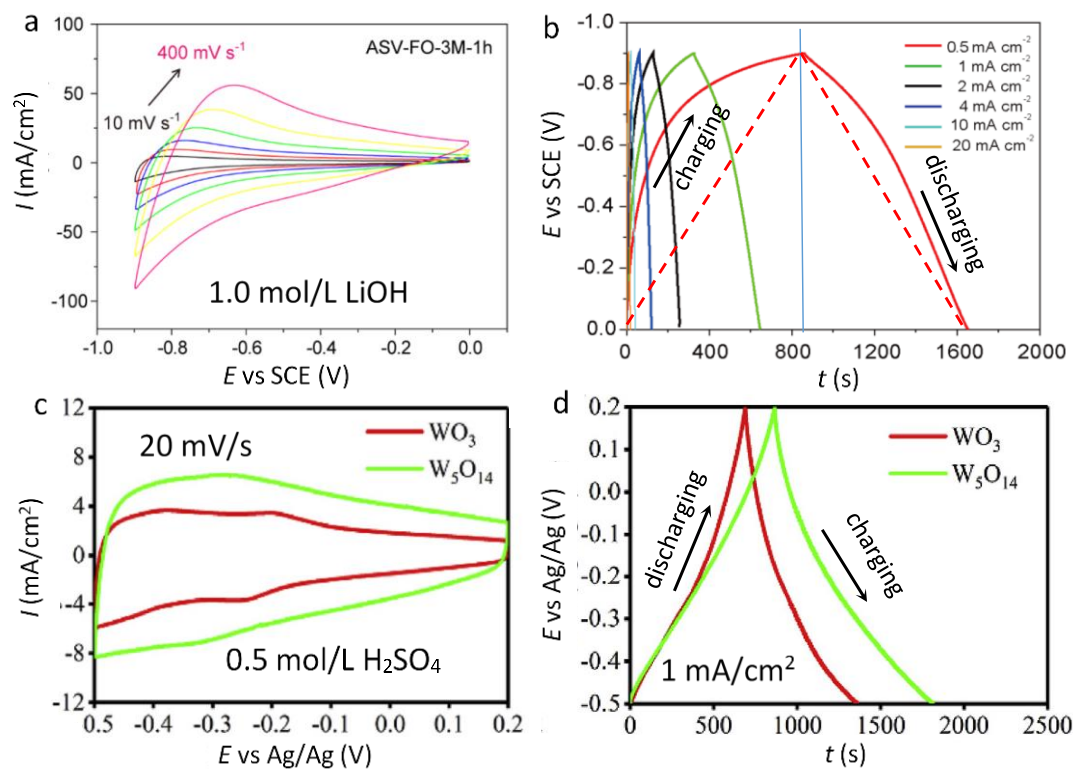 a
100
50
0
-50
-100
I (mA/cm²)
400 mV s⁻¹
10 mV s⁻¹
ASV-FO-3M-1h
1.0 mol/L LiOH
-1.0 -0.8 -0.6 -0.4 -0.2 0.0
E vs SCE (V)
b
-1.0
-0.8
-0.6
-0.4
-0.2
0.0
E vs SCE (V)
0.5 mA cm⁻²
1 mA cm⁻²
2 mA cm⁻²
4 mA cm⁻²
10 mA cm⁻²
20 mA cm⁻²
charging
discharging
0 400 800 1200 1600 2000
t (s)
c
12
8
4
0
-4
-8
-12
I (mA/cm²)
20 mV/s
WO₃
W₅O₁₄
0.5 mol/L H₂SO₄
0.5 -0.4 -0.3 -0.2 -0.1 0.0 0.1 0.2
E vs Ag/Ag (V)
d
0.2
0.1
0.0
-0.1
-0.2
-0.3
-0.4
-0.5
E vs Ag/Ag (V)
WO₃
W₅O₁₄
discharging
charging
1 mA/cm²
0 500 1000 1500 2000 2500
t (s)